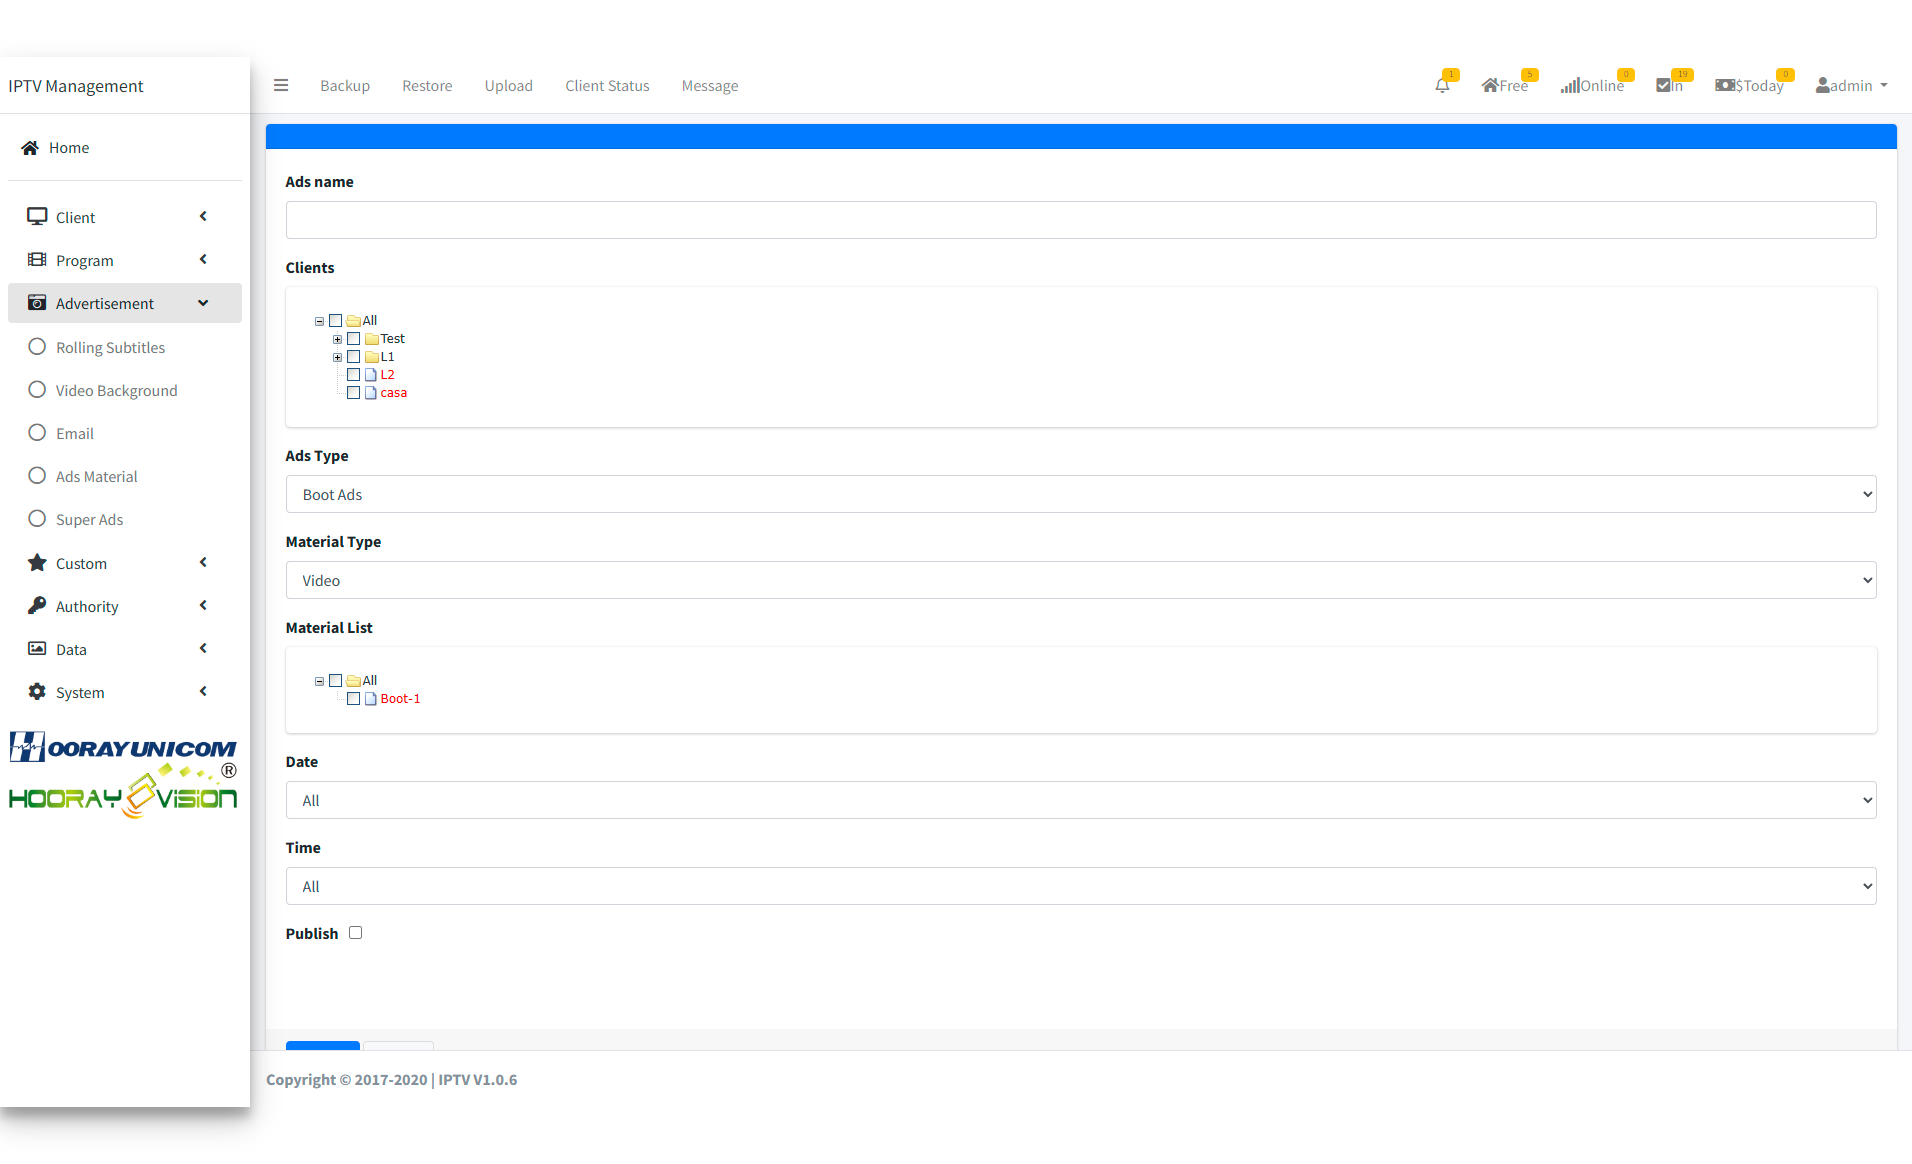 IPTV Management
Backup Restore Upload Client Status Message
1
Free 5
Online 0
In 19
$Today 0
admin
Home
Client
Program
Advertisement
Rolling Subtitles
Video Background
Email
Ads Material
Super Ads
Custom
Authority
Data
System
HOORAYUNICOM
HOORAY VISION ®
Ads name
Clients
All
Test
L1
L2
casa
Ads Type
Boot Ads
Material Type
Video
Material List
All
Boot-1
Date
All
Time
All
Publish
Copyright © 2017-2020 | IPTV V1.0.6